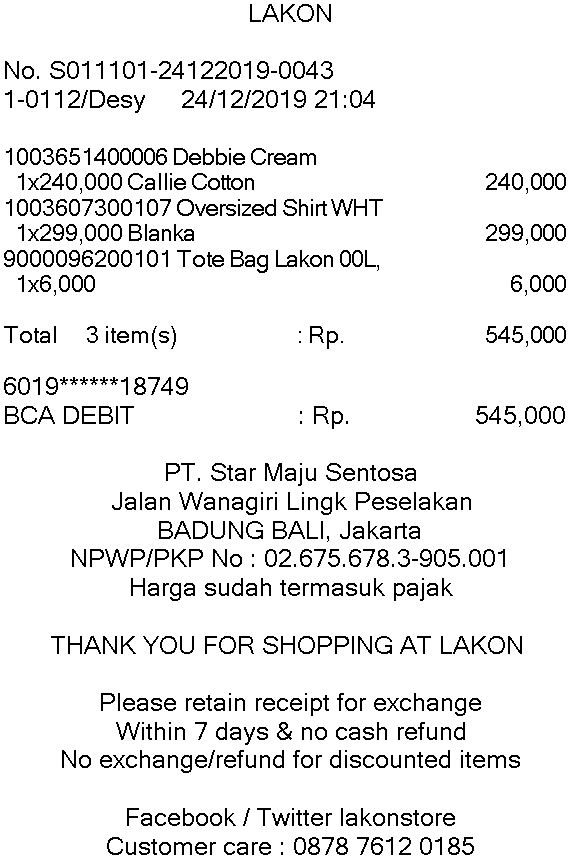 LAKON
No. S011101-24122019-0043
1-0112/Desy 24/12/2019 21:04
1003651400006 Debbie Cream
1x240,000 Callie Cotton 240,000
1003607300107 Oversized Shirt WHT
1x299,000 Blanka 299,000
9000096200101 Tote Bag Lakon 00L,
1x6,000 6,000
Total 3 item(s) : Rp. 545,000
6019******18749
BCA DEBIT : Rp. 545,000
PT. Star Maju Sentosa
Jalan Wanagiri Lingk Peselakan
BADUNG BALI, Jakarta
NPWP/PKP No : 02.675.678.3-905.001
Harga sudah termasuk pajak
THANK YOU FOR SHOPPING AT LAKON
Please retain receipt for exchange
Within 7 days & no cash refund
No exchange/refund for discounted items
Facebook / Twitter lakonstore
Customer care : 0878 7612 0185